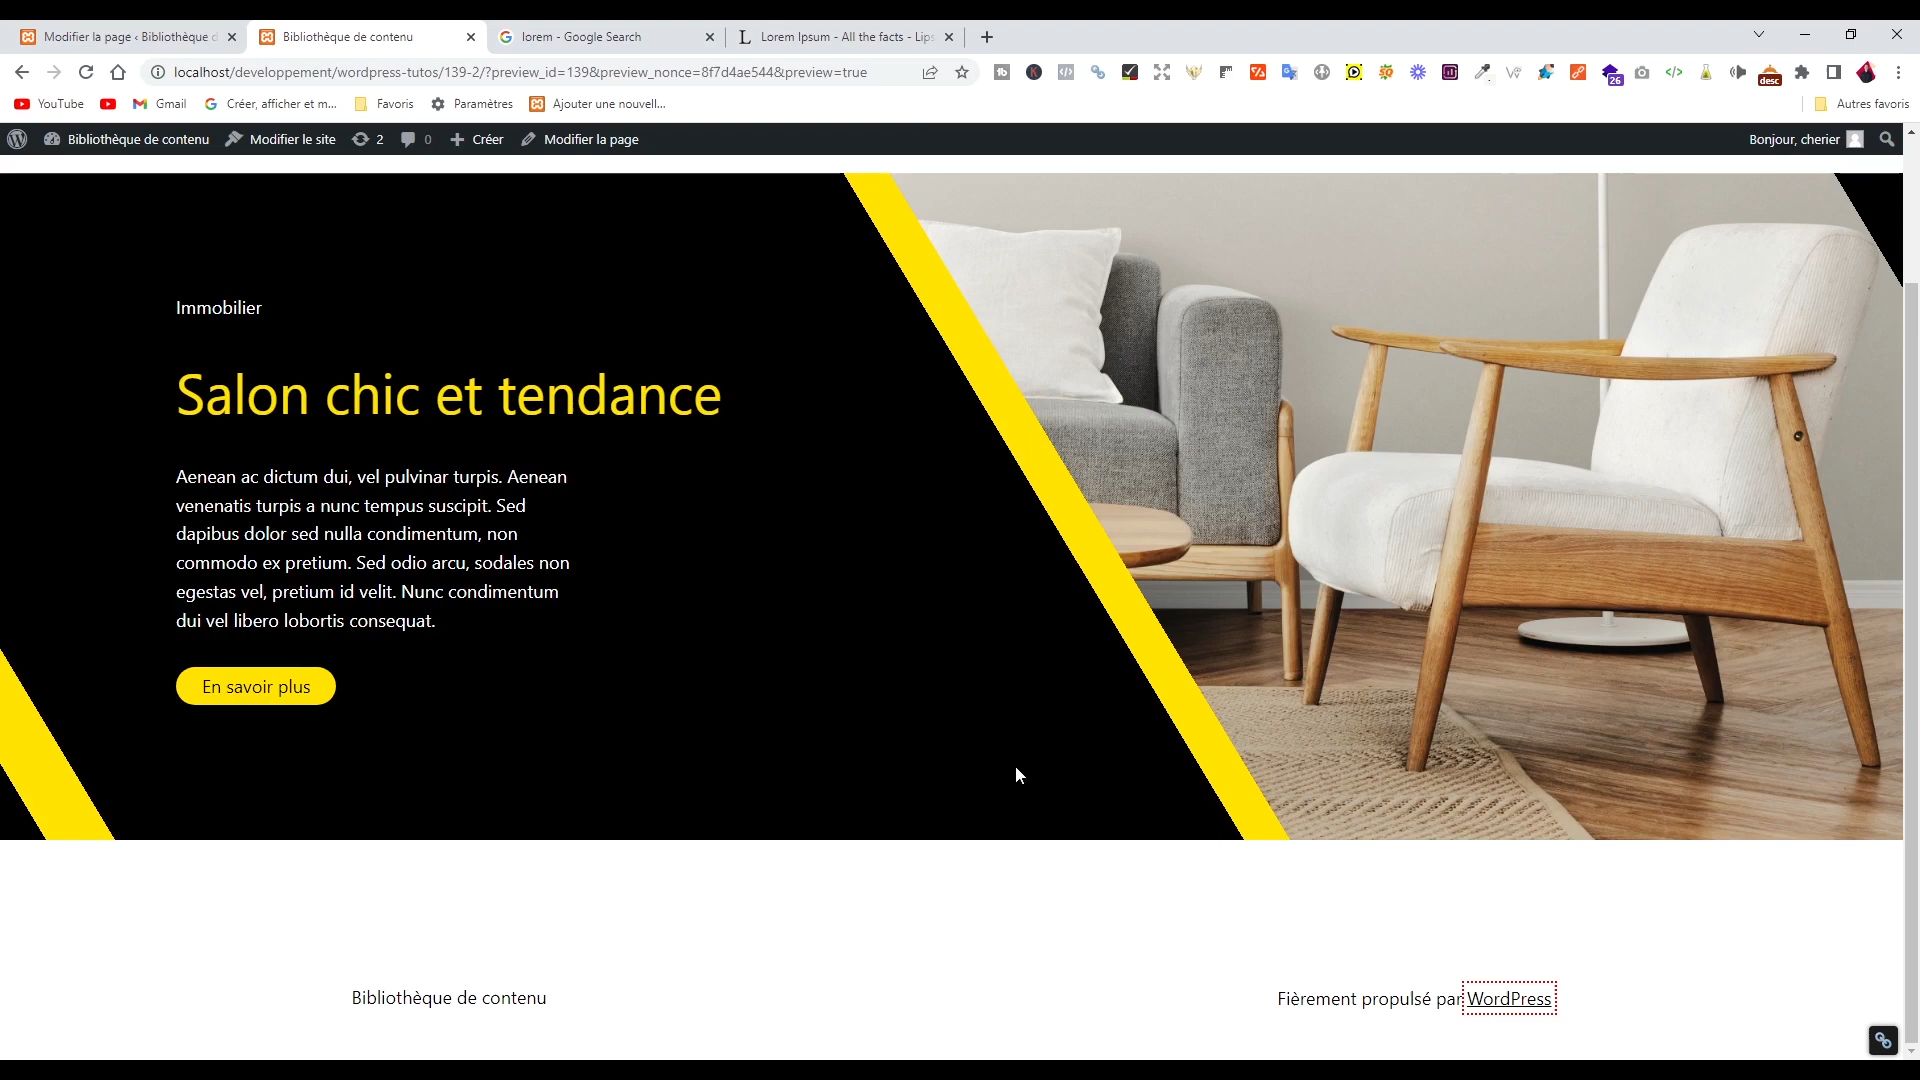 Modifier la page ‹ Bibliothèque d
Bibliothèque de contenu
lorem - Google Search
Lorem Ipsum - All the facts - Lips
localhost/developpement/wordpress-tutos/139-2/?preview_id=139&preview_nonce=8f7d4ae544&preview=true
26
desc
YouTube
Gmail
Créer, afficher et m...
Favoris
Paramètres
Ajouter une nouvell...
Autres favoris
Bibliothèque de contenu
Modifier le site
2
0
Créer
Modifier la page
Bonjour, cherier
Immobilier
Salon chic et tendance
Aenean ac dictum dui, vel pulvinar turpis. Aenean
venenatis turpis a nunc tempus suscipit. Sed
dapibus dolor sed nulla condimentum, non
commodo ex pretium. Sed odio arcu, sodales non
egestas vel, pretium id velit. Nunc condimentum
dui vel libero lobortis consequat.
En savoir plus
Bibliothèque de contenu
Fièrement propulsé par WordPress